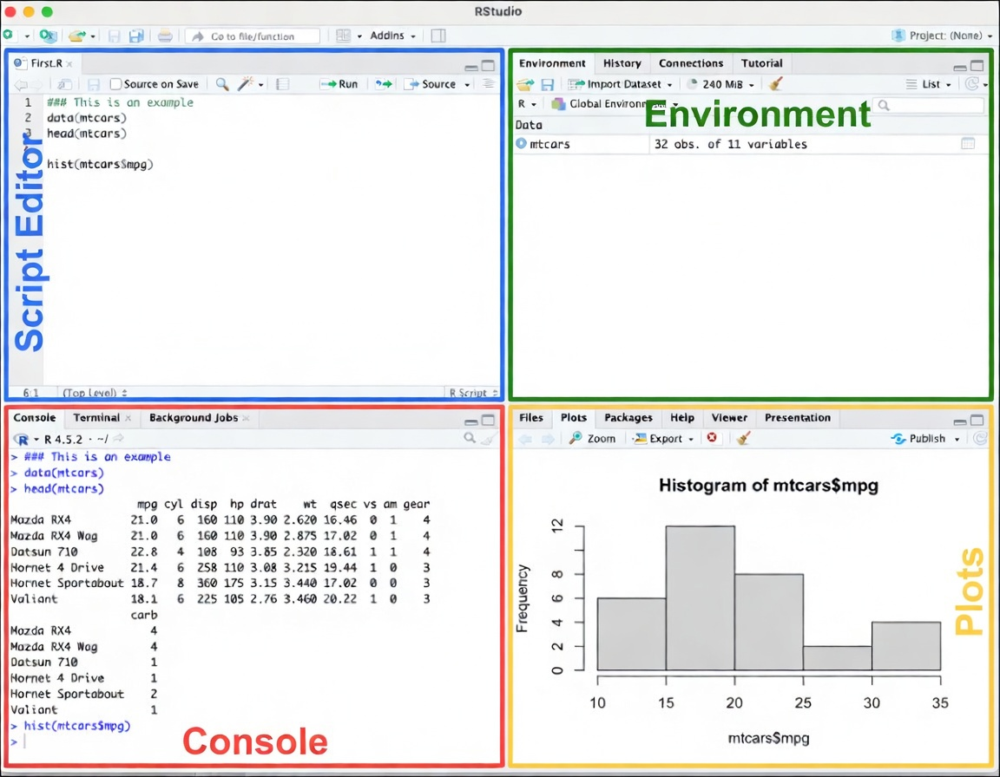 RStudio
Go to file/function Addins Project: (None)
First.R
Source on Save Run Source
1 ### This is an example
2 data(mtcars)
3 head(mtcars)
hist(mtcars$mpg)
Script Editor
6:1 (Top Level) R Script
Environment History Connections Tutorial
Import Dataset 240 MiB List
R Global Environ
Environment
Data
mtcars 32 obs. of 11 variables
Console Terminal Background Jobs
R R 4.5.2 · ~/
> ### This is an example
> data(mtcars)
> head(mtcars)
mpg cyl disp hp drat wt qsec vs am gear
Mazda RX4 21.0 6 160 110 3.90 2.620 16.46 0 1 4
Mazda RX4 Wag 21.0 6 160 110 3.90 2.875 17.02 0 1 4
Datsun 710 22.8 4 108 93 3.85 2.320 18.61 1 1 4
Hornet 4 Drive 21.4 6 258 110 3.08 3.215 19.44 1 0 3
Hornet Sportabout 18.7 8 360 175 3.15 3.440 17.02 0 0 3
Valiant 18.1 6 225 105 2.76 3.460 20.22 1 0 3
carb
Mazda RX4 4
Mazda RX4 Wag 4
Datsun 710 1
Hornet 4 Drive 1
Hornet Sportabout 2
Valiant 1
> hist(mtcars$mpg)
>
Console
Files Plots Packages Help Viewer Presentation
Zoom Export Publish
Histogram of mtcars$mpg
Frequency
12
8
6
4
2
0
10 15 20 25 30 35
mtcars$mpg
Plots